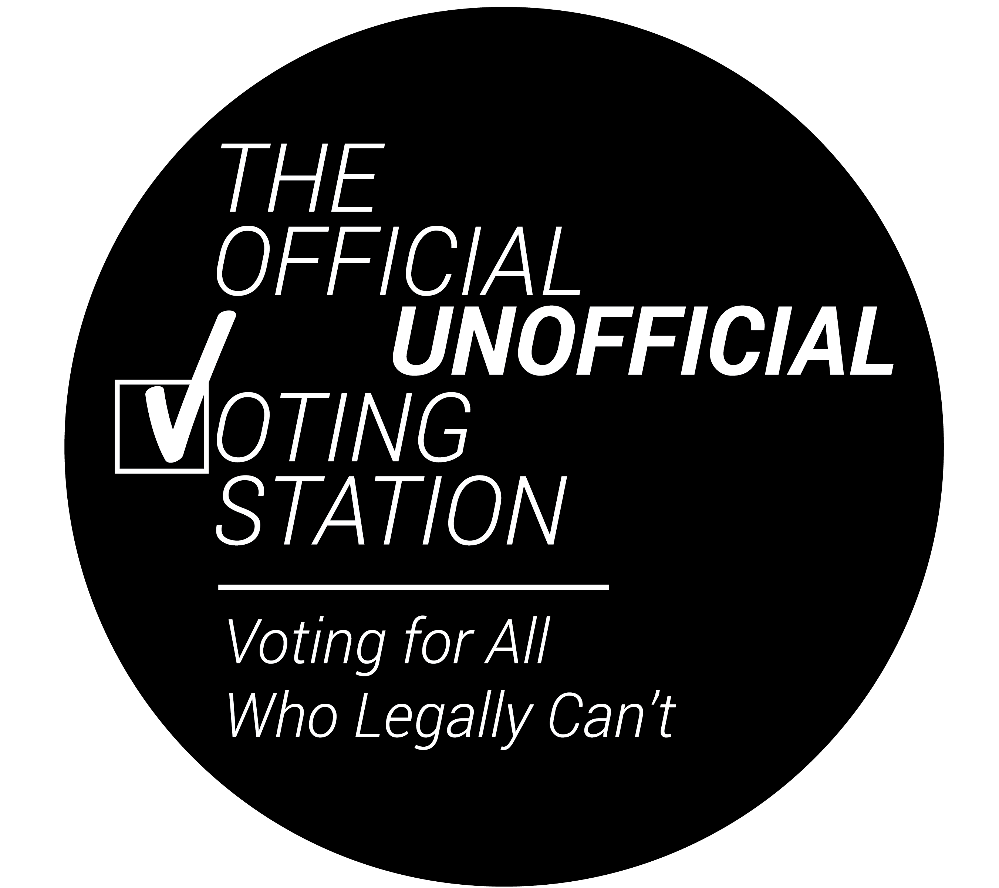 THE
OFFICIAL
UNOFFICIAL
VOTING
STATION
Voting for All
Who Legally Can't